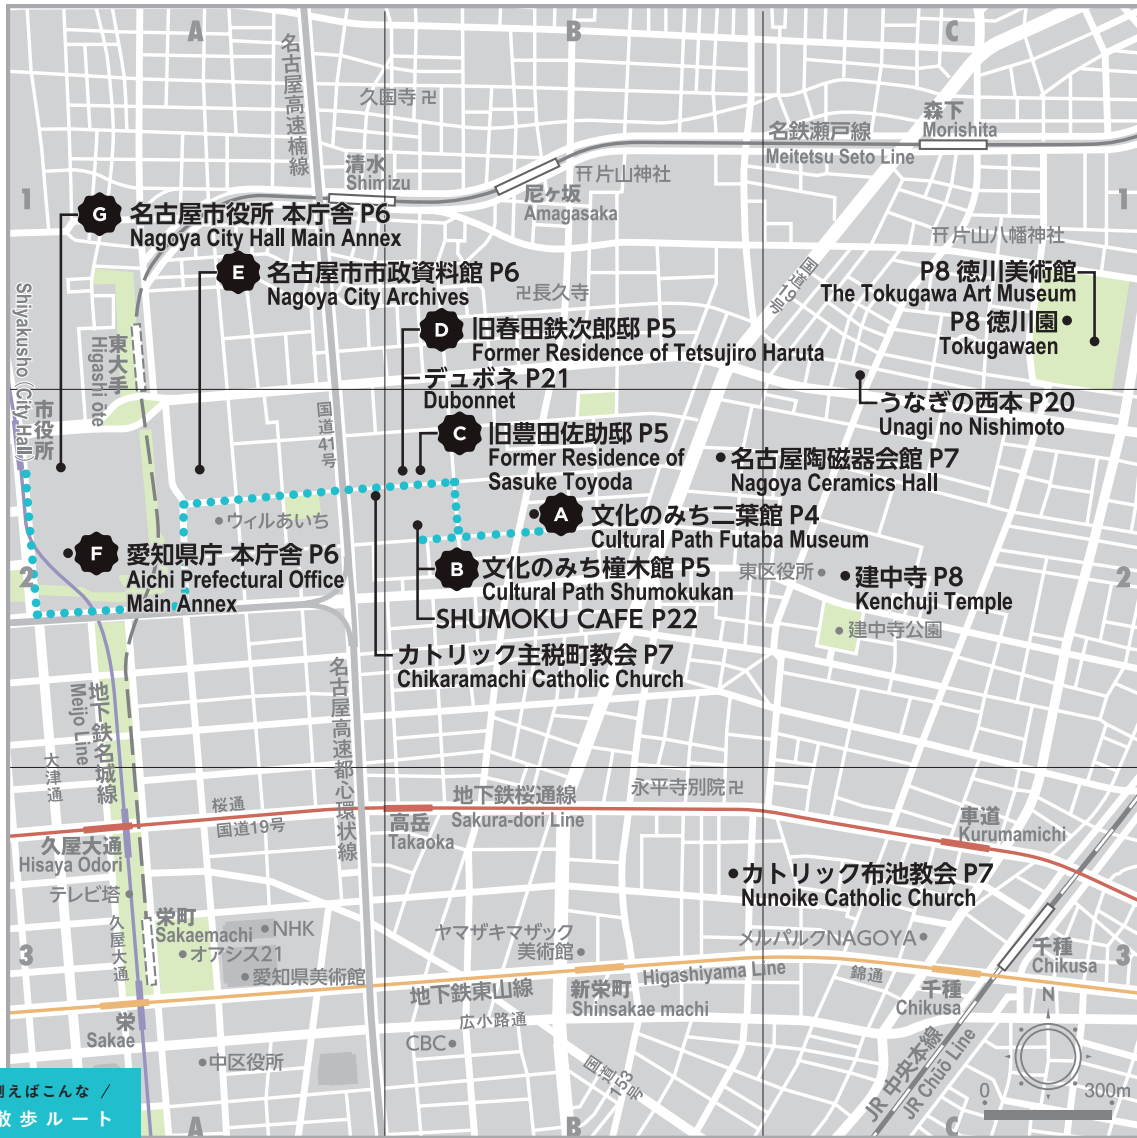 A
B
C
名古屋高速楠線
久国寺 卍
森下
Morishita
名鉄瀬戸線
Meitetsu Seto Line
清水
Shimizu
片山神社
尼ヶ坂
Amagasaka
1
1
G
名古屋市役所 本庁舎 P6
Nagoya City Hall Main Annex
片山八幡神社
E
名古屋市市政資料館 P6
Nagoya City Archives
国道19号
P8 徳川美術館
The Tokugawa Art Museum
卍長久寺
P8 徳川園
Tokugawaen
D
旧春田鉄次郎邸 P5
Former Residence of Tetsujiro Haruta
東大手
Higashi ōte
デュボネ P21
Dubonnet
Shiyakusho (City Hall)
市役所
国道41号
うなぎの西本 P20
Unagi no Nishimoto
C
旧豊田佐助邸 P5
Former Residence of
Sasuke Toyoda
名古屋陶磁器会館 P7
Nagoya Ceramics Hall
ウィルあいち
A
文化のみち二葉館 P4
Cultural Path Futaba Museum
F
愛知県庁 本庁舎 P6
Aichi Prefectural Office
Main Annex
B
文化のみち橦木館 P5
Cultural Path Shumokukan
東区役所
建中寺 P8
Kenchuji Temple
2
2
SHUMOKU CAFE P22
建中寺公園
カトリック主税町教会 P7
Chikaramachi Catholic Church
名古屋高速都心環状線
地下鉄名城線
Meijo Line
大津通
桜通
国道19号
地下鉄桜通線
Sakura-dori Line
永平寺別院 卍
高岳
Takaoka
車道
Kurumamichi
久屋大通
Hisaya Odori
テレビ塔
カトリック布池教会 P7
Nunoike Catholic Church
久屋大通
栄町
Sakaemachi
NHK
オアシス21
愛知県美術館
ヤマザキマザック
美術館
メルパルクNAGOYA
千種
Chikusa
3
3
Higashiyama Line
錦通
地下鉄東山線
新栄町
Shinsakae machi
千種
Chikusa
N
栄
Sakae
広小路通
CBC
中区役所
国道153号
JR 中央本線
JR Chūō Line
0
300m
えばこんな /
散歩ルート
A
B
C